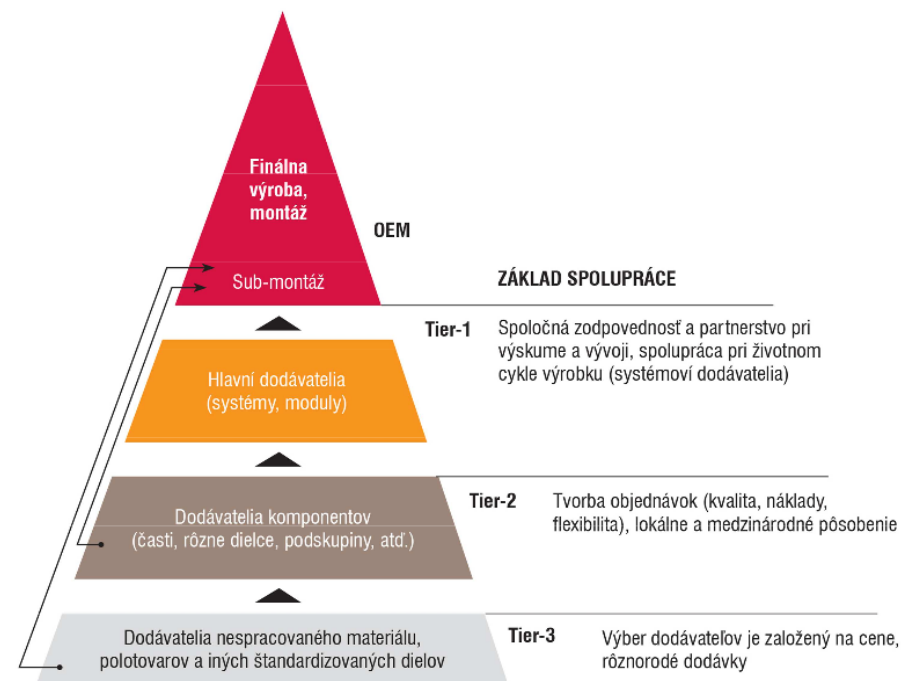 Finálna
výroba,
montáž
OEM
Sub-montáž
ZÁKLAD SPOLUPRÁCE
Tier-1
Spoločná zodpovednosť a partnerstvo pri
výskume a vývoji, spolupráca pri životnom
cykle výrobku (systémoví dodávatelia)
Hlavní dodávatelia
(systémy, moduly)
Tier-2
Tvorba objednávok (kvalita, náklady,
flexibilita), lokálne a medzinárodné pôsobenie
Dodávatelia komponentov
(časti, rôzne dielce, podskupiny, atď.)
Tier-3
Výber dodávateľov je založený na cene,
rôznorodé dodávky
Dodávatelia nespracovaného materiálu,
polotovarov a iných štandardizovaných dielov